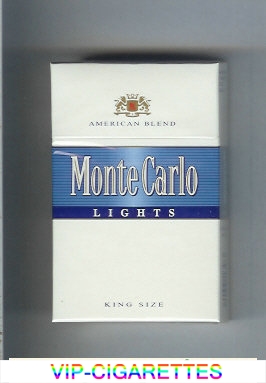 AMERICAN BLEND
Monte Carlo
LIGHTS
KING SIZE
VIP-CIGARETTES